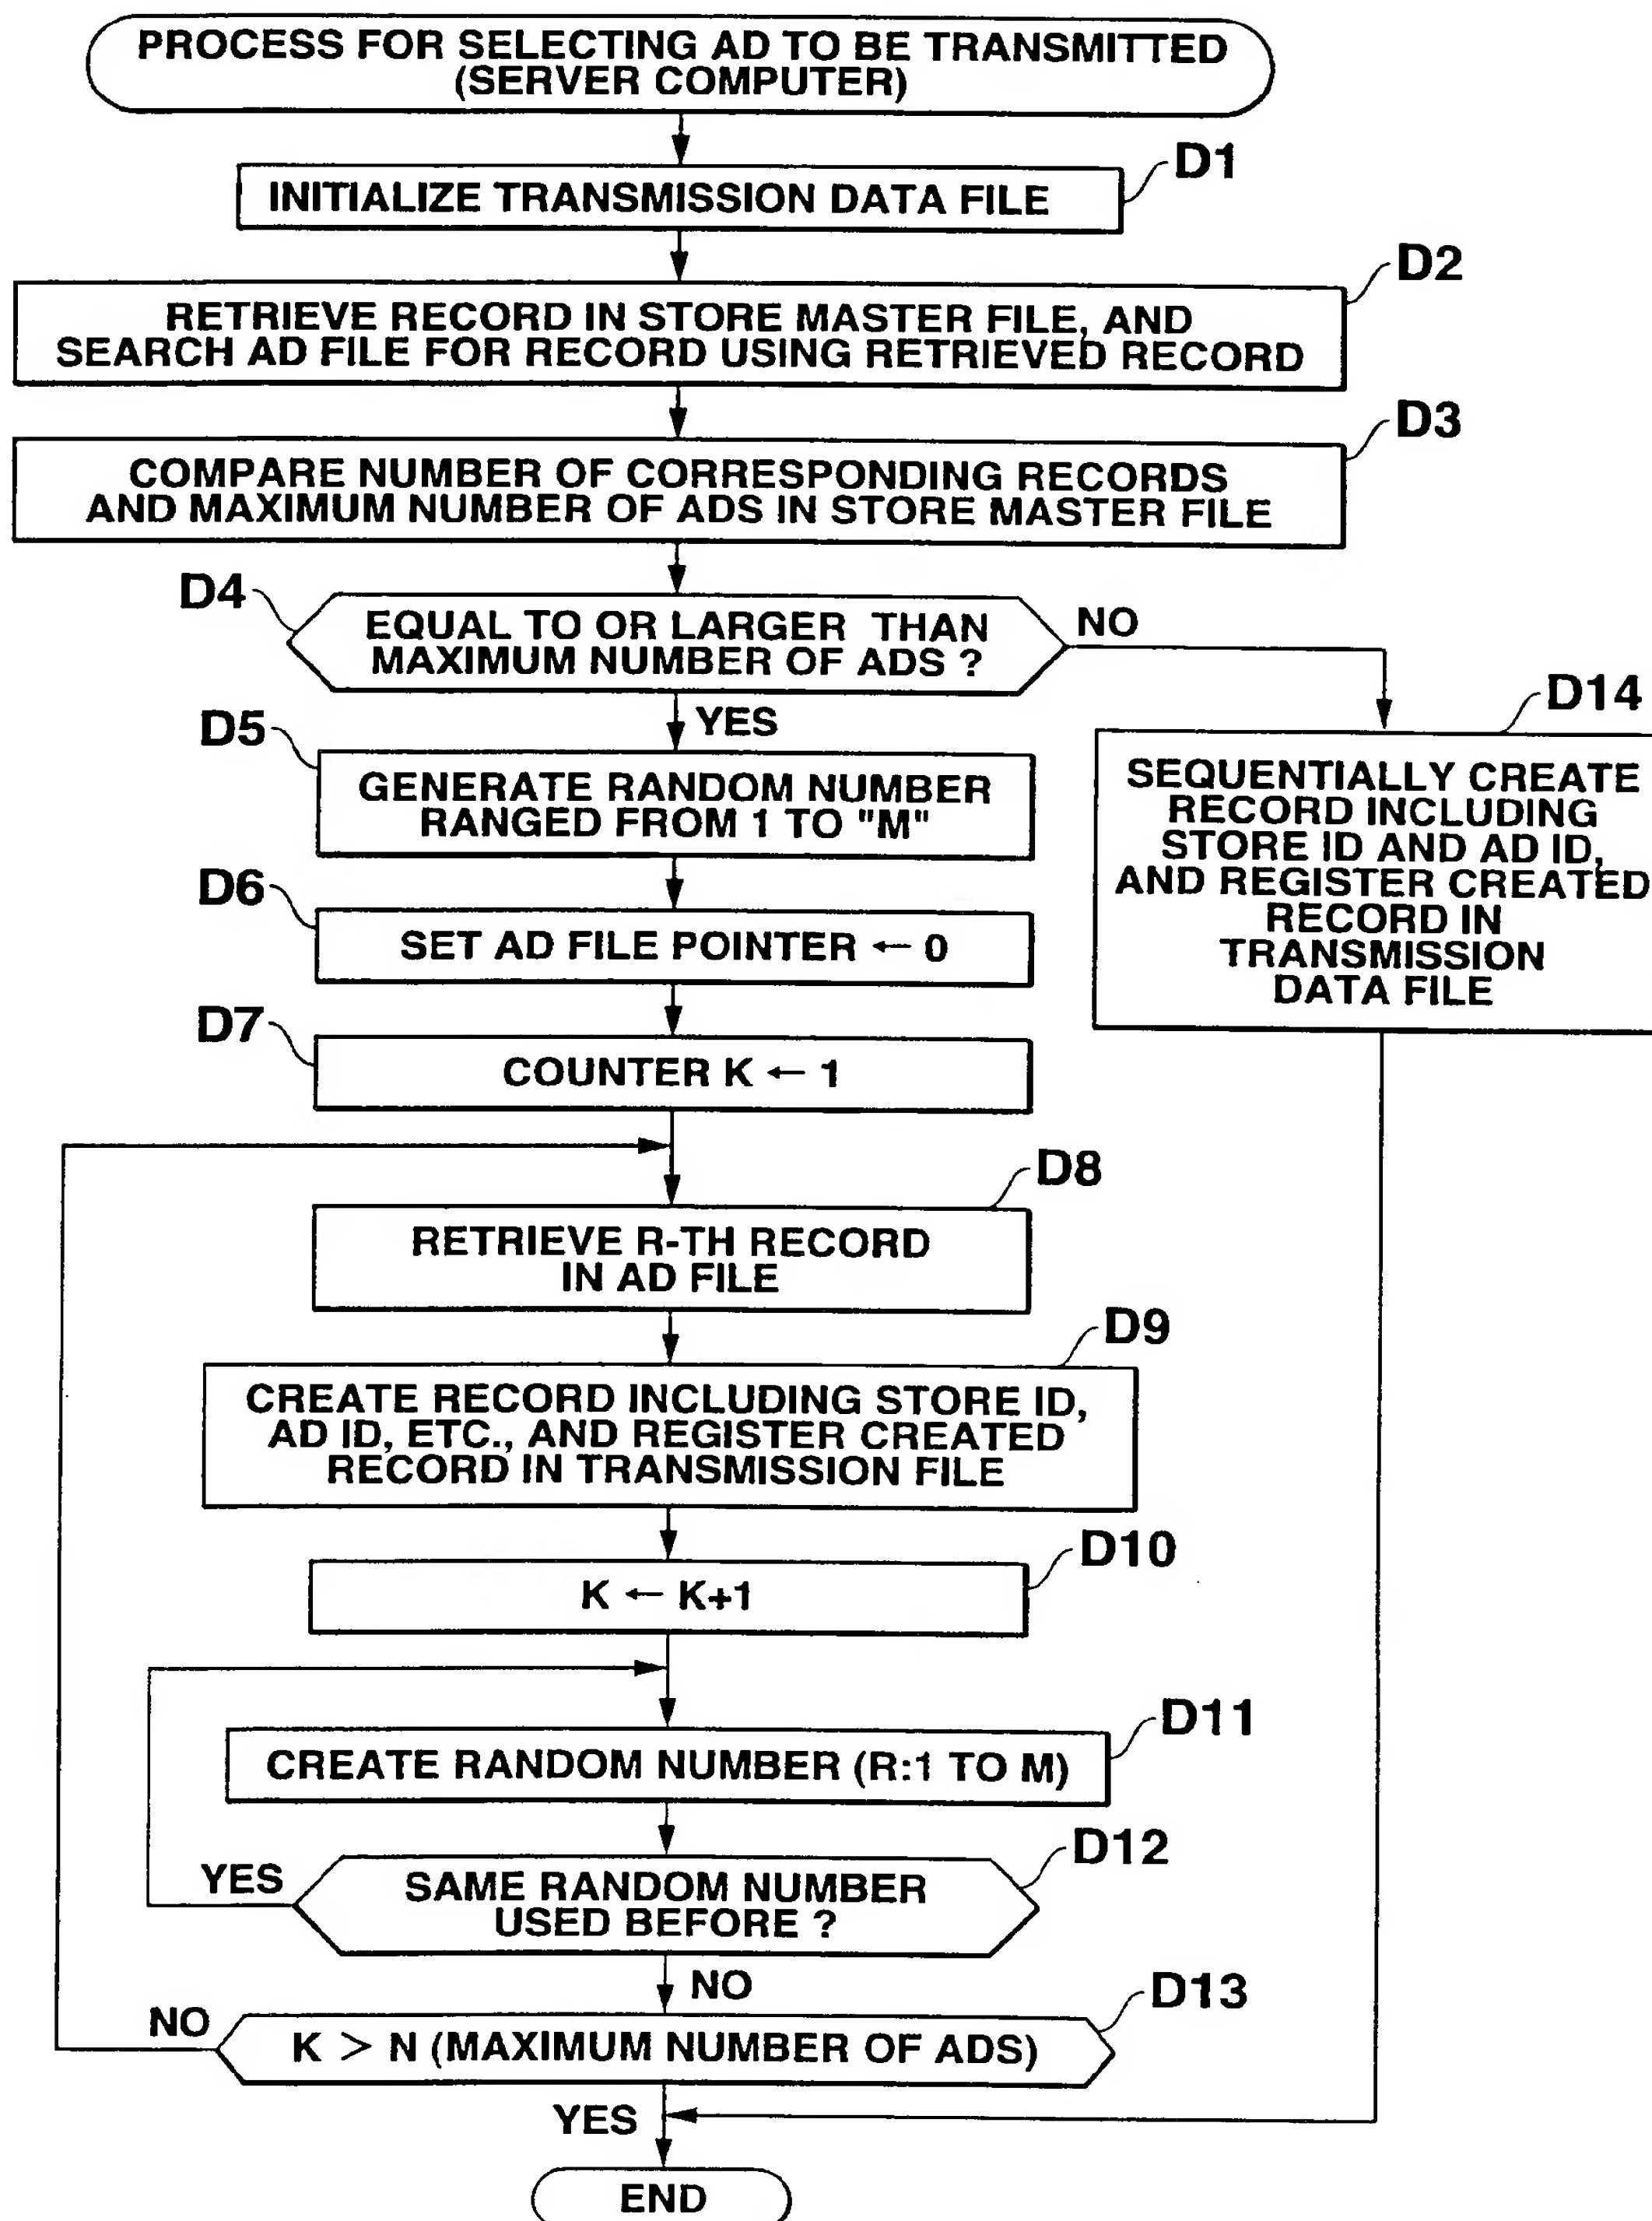 PROCESS FOR SELECTING AD TO BE TRANSMITTED
(SERVER COMPUTER)
D1
INITIALIZE TRANSMISSION DATA FILE
D2
RETRIEVE RECORD IN STORE MASTER FILE, AND
SEARCH AD FILE FOR RECORD USING RETRIEVED RECORD
D3
COMPARE NUMBER OF CORRESPONDING RECORDS
AND MAXIMUM NUMBER OF ADS IN STORE MASTER FILE
D4
EQUAL TO OR LARGER THAN
MAXIMUM NUMBER OF ADS ?
NO
YES
D5
GENERATE RANDOM NUMBER
RANGED FROM 1 TO "M"
D14
SEQUENTIALLY CREATE
RECORD INCLUDING
STORE ID AND AD ID,
AND REGISTER CREATED
RECORD IN
TRANSMISSION
DATA FILE
D6
SET AD FILE POINTER ← 0
D7
COUNTER K ← 1
D8
RETRIEVE R-TH RECORD
IN AD FILE
D9
CREATE RECORD INCLUDING STORE ID,
AD ID, ETC., AND REGISTER CREATED
RECORD IN TRANSMISSION FILE
D10
K ← K+1
D11
CREATE RANDOM NUMBER (R:1 TO M)
D12
YES
SAME RANDOM NUMBER
USED BEFORE ?
NO
D13
NO
K > N (MAXIMUM NUMBER OF ADS)
YES
END